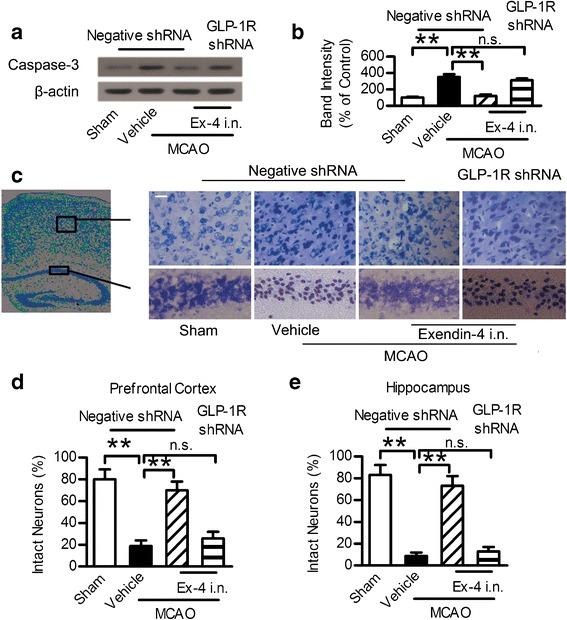 a
Negative shRNA
GLP-1R
shRNA
Caspase-3
β-actin
Sham
Vehicle
Ex-4 i.n.
MCAO
b
Negative shRNA
GLP-1R
shRNA
n.s.
**
**
Band Intensity
(% of Control)
600
400
200
0
Sham
Vehicle
Ex-4 i.n.
MCAO
c
Negative shRNA
GLP-1R shRNA
Sham
Vehicle
Exendin-4 i.n.
MCAO
d
Prefrontal Cortex
Negative shRNA
GLP-1R
shRNA
n.s.
**
**
Intact Neurons (%)
100
80
60
40
20
0
Sham
Vehicle
Ex-4 i.n.
MCAO
e
Hippocampus
Negative shRNA
GLP-1R
shRNA
n.s.
**
**
Intact Neurons (%)
100
80
60
40
20
0
Sham
Vehicle
Ex-4 i.n.
MCAO